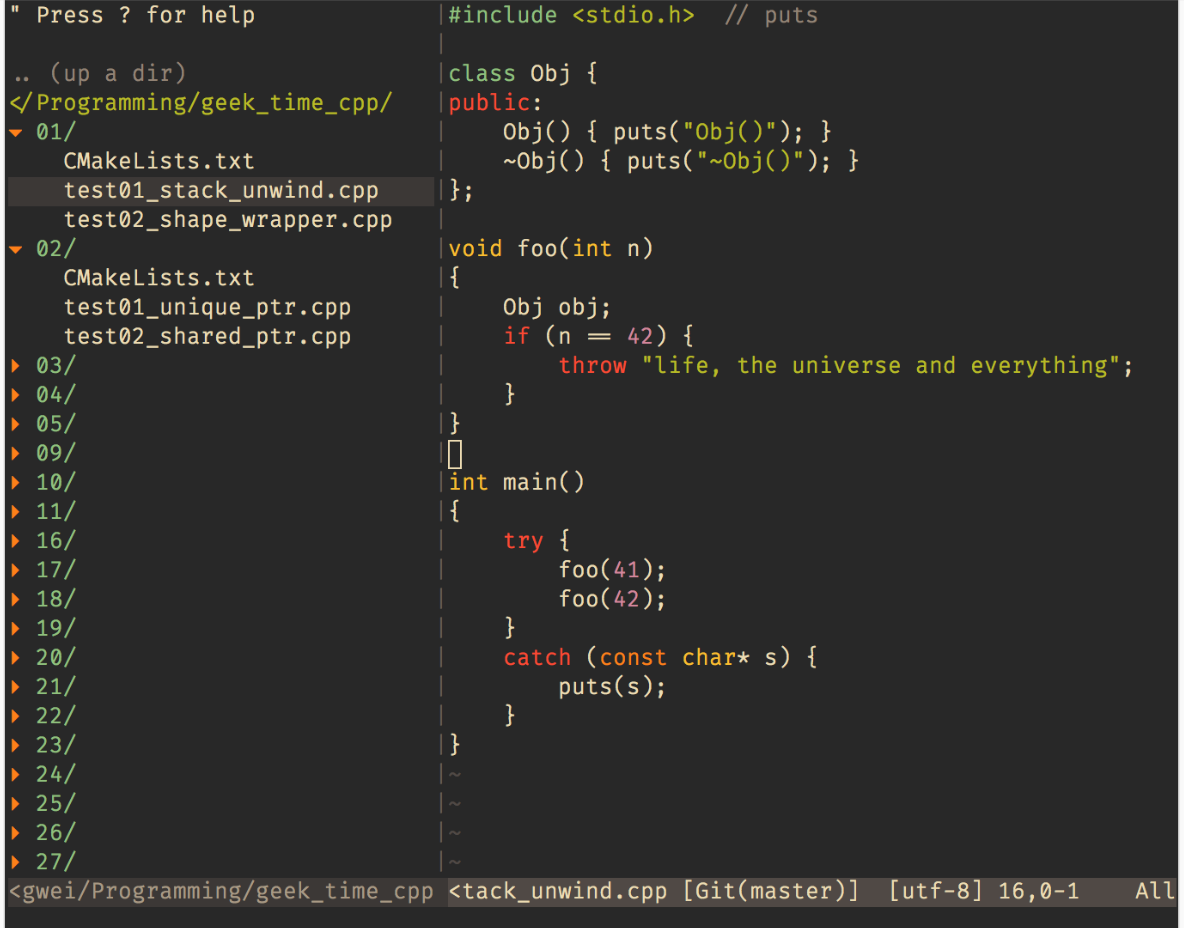 " Press ? for help
.. (up a dir)
</Programming/geek_time_cpp/
▾ 01/
CMakeLists.txt
test01_stack_unwind.cpp
test02_shape_wrapper.cpp
▾ 02/
CMakeLists.txt
test01_unique_ptr.cpp
test02_shared_ptr.cpp
▸ 03/
▸ 04/
▸ 05/
▸ 09/
▸ 10/
▸ 11/
▸ 16/
▸ 17/
▸ 18/
▸ 19/
▸ 20/
▸ 21/
▸ 22/
▸ 23/
▸ 24/
▸ 25/
▸ 26/
▸ 27/
<gwei/Programming/geek_time_cpp
#include <stdio.h>  // puts
class Obj {
public:
    Obj() { puts("Obj()"); }
    ~Obj() { puts("~Obj()"); }
};
void foo(int n)
{
    Obj obj;
    if (n == 42) {
        throw "life, the universe and everything";
    }
}
int main()
{
    try {
        foo(41);
        foo(42);
    }
    catch (const char* s) {
        puts(s);
    }
}
~
~
~
~
<tack_unwind.cpp [Git(master)]  [utf-8] 16,0-1    All